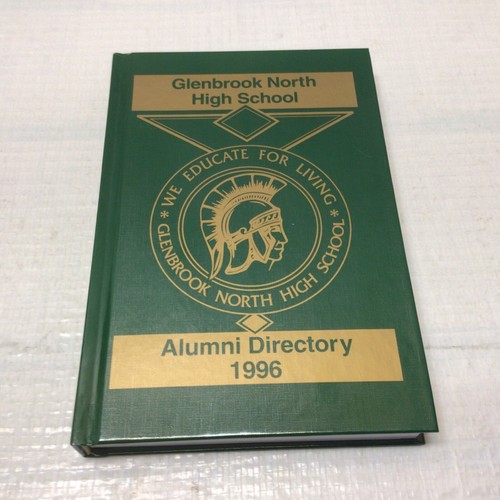 Glenbrook North
High School
* WE EDUCATE FOR LIVING *
GLENBROOK NORTH HIGH SCHOOL
Alumni Directory
1996